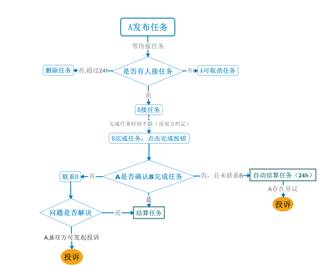 A发布任务
等待接任务
删除任务
否,超过24h
是否有人接任务
A可取消任务
是
B接任务
完成任务时间不限（由双方约定）
B完成任务，点击完成按钮
联系B
否
A是否确认B完成任务
否，且未联系B
自动结算任务（24h）
A存在异议
是
问题是否解决
是
结算任务
投诉
A,B双方可发起投诉
投诉